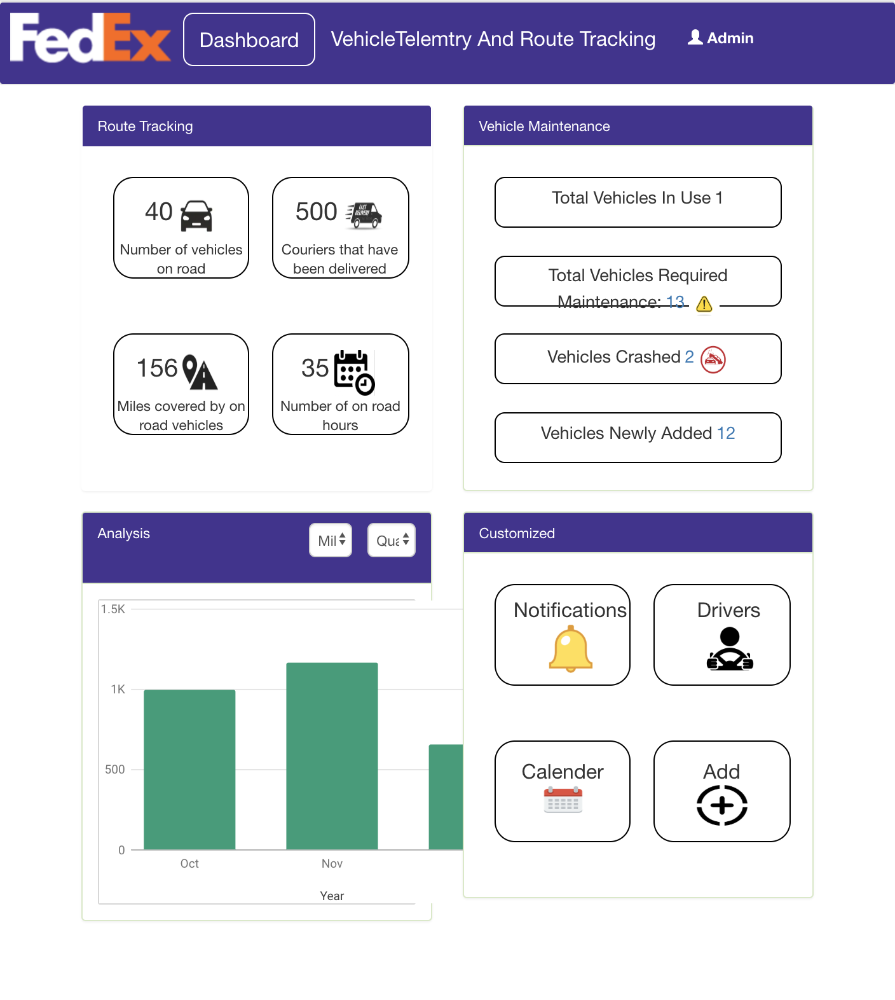 FedEx
Dashboard
VehicleTelemtry And Route Tracking
Admin
Route Tracking
40
Number of vehicles
on road
500
FAST
DELIVERY
Couriers that have
been delivered
156
Miles covered by on
road vehicles
35
Number of on road
hours
Vehicle Maintenance
Total Vehicles In Use 1
Total Vehicles Required
Maintenance: 13
Vehicles Crashed 2
Vehicles Newly Added 12
Analysis
Mil
Qua
1.5K
1K
500
0
Oct
Nov
Year
Customized
Notifications
Drivers
Calender
Add